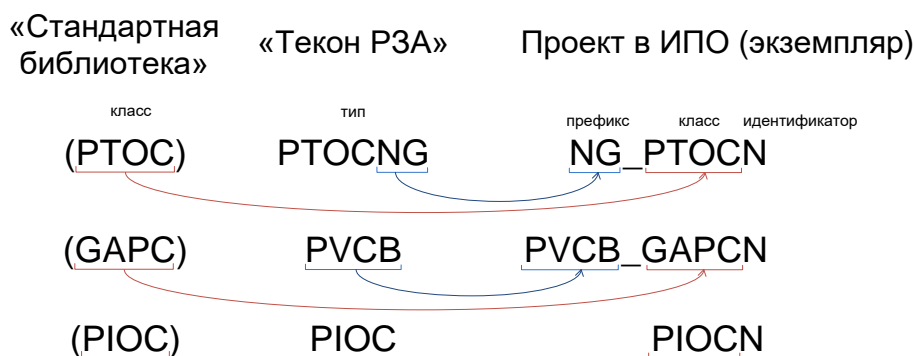 «Стандартная
библиотека»
«Текон РЗА»
Проект в ИПО (экземпляр)
класс
тип
префикс
класс
идентификатор
(PTOC)
PTOCNG
NG_PTOCN
(GAPC)
PVCB
PVCB_GAPCN
(PIOC)
PIOC
PIOCN